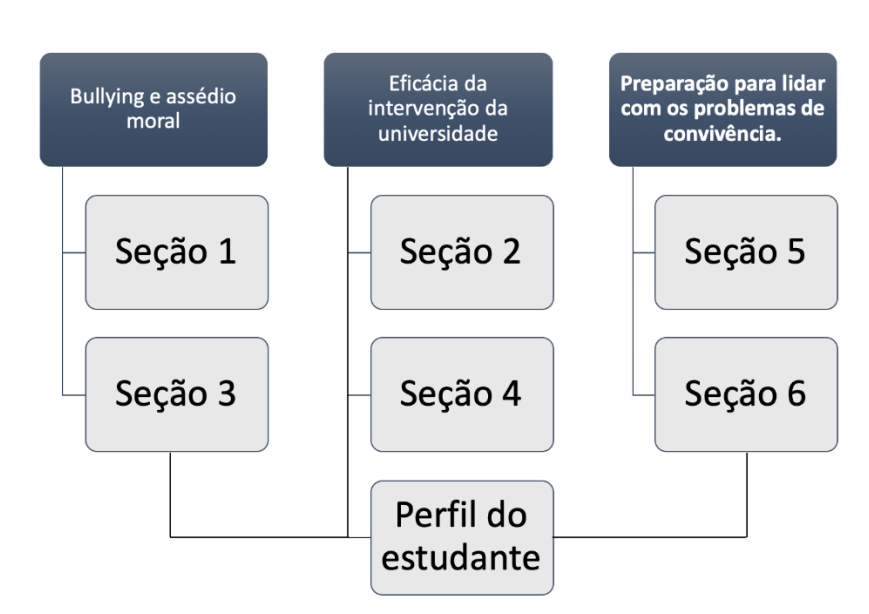 Bullying e assédio
moral
Eficácia da
intervenção da
universidade
Preparação para lidar
com os problemas de
convivência.
Seção 1
Seção 2
Seção 5
Seção 3
Seção 4
Seção 6
Perfil do
estudante